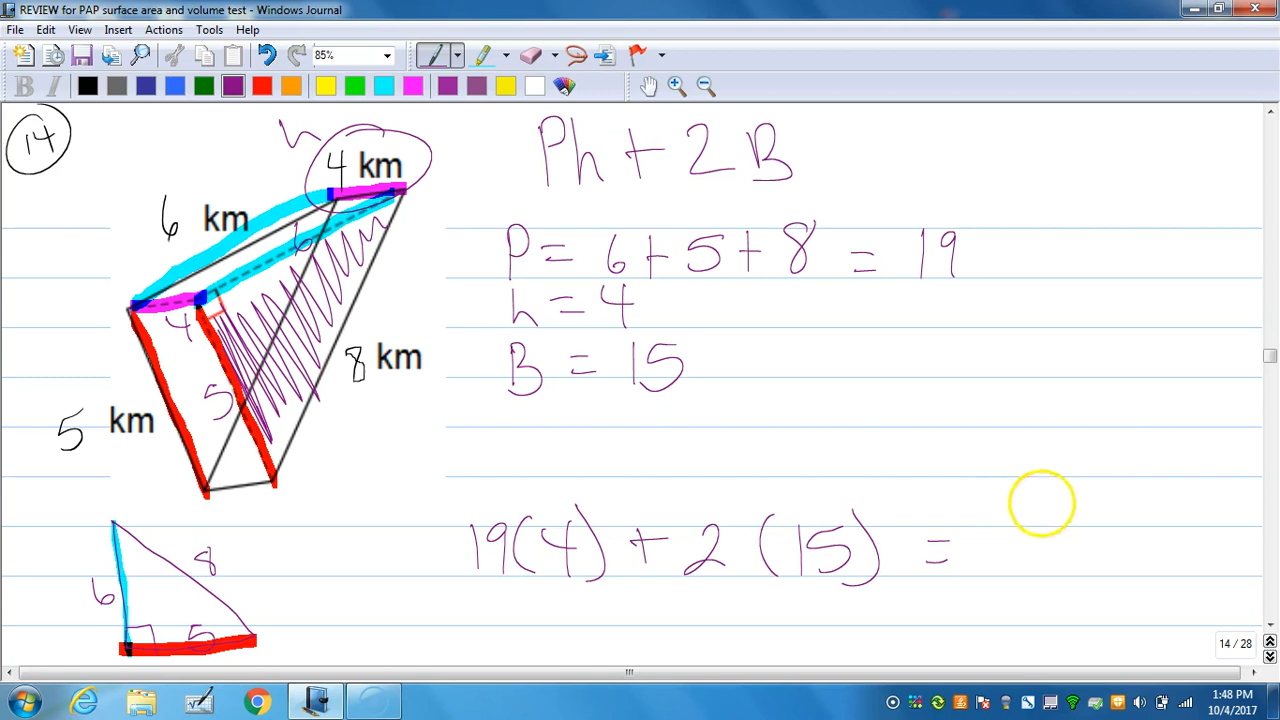 REVIEW for PAP surface area and volume test - Windows Journal
File Edit View Insert Actions Tools Help
85%
B I
14
h
4 km
6 km
6
4
5
8 km
5 km
6 8
5
Ph + 2B
P = 6 + 5 + 8 = 19
h = 4
B = 15
19(4) + 2 (15) =
14 / 28
1:48 PM
10/4/2017